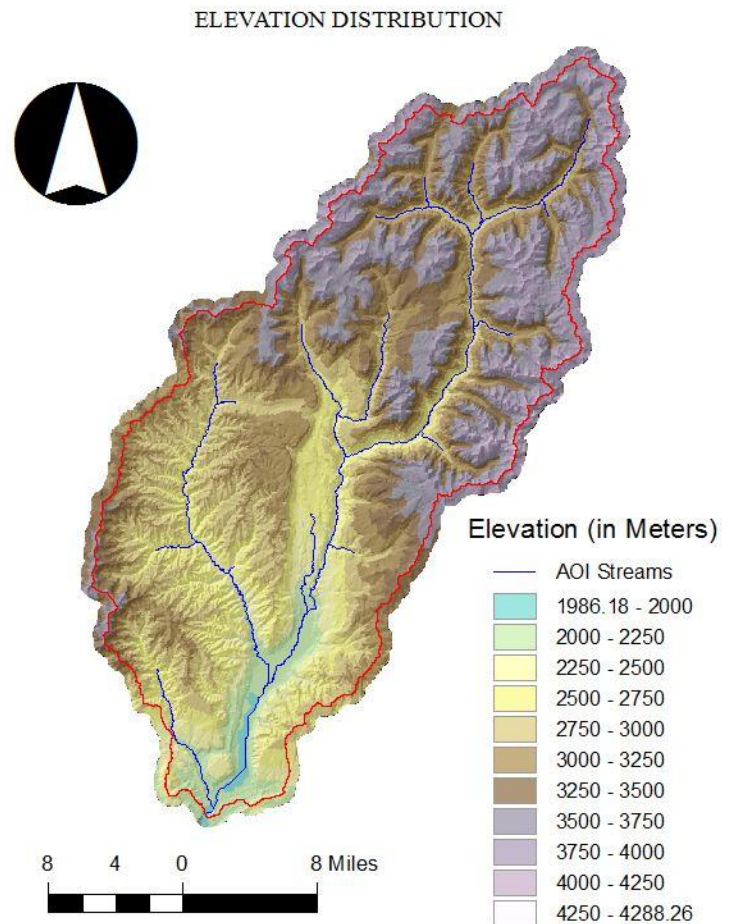 ELEVATION DISTRIBUTION
Elevation (in Meters)
AOI Streams
1986.18 - 2000
2000 - 2250
2250 - 2500
2500 - 2750
2750 - 3000
3000 - 3250
3250 - 3500
3500 - 3750
3750 - 4000
4000 - 4250
4250 - 4288.26
8 4 0 8 Miles